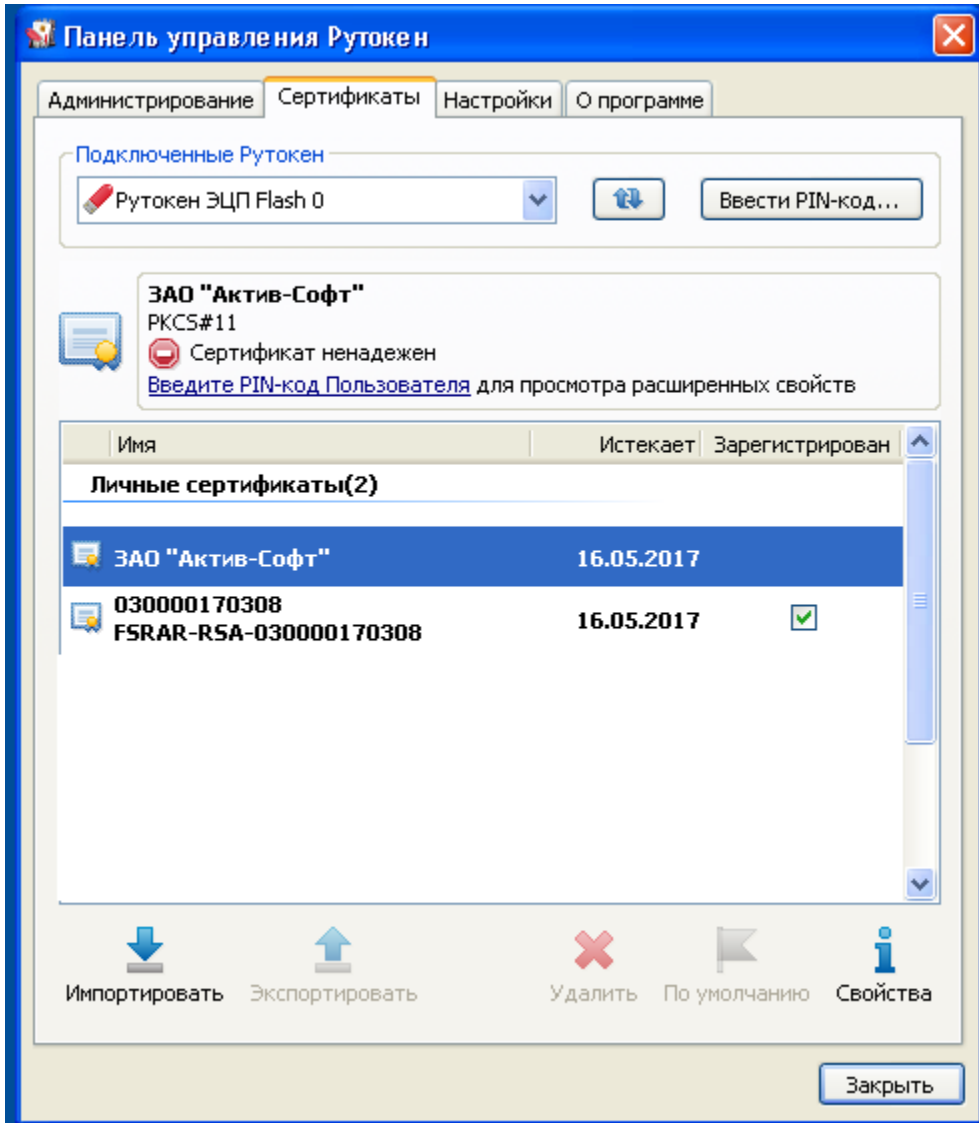 Панель управления Рутокен
Администрирование Сертификаты Настройки О программе
Подключенные Рутокен
Рутокен ЭЦП Flash 0 Ввести PIN-код...
ЗАО "Актив-Софт"
PKCS#11
Сертификат ненадежен
Введите PIN-код Пользователя для просмотра расширенных свойств
Имя Истекает Зарегистрирован
Личные сертификаты(2)
ЗАО "Актив-Софт" 16.05.2017
030000170308
FSRAR-RSA-030000170308 16.05.2017
Импортировать Экспортировать Удалить По умолчанию Свойства
Закрыть